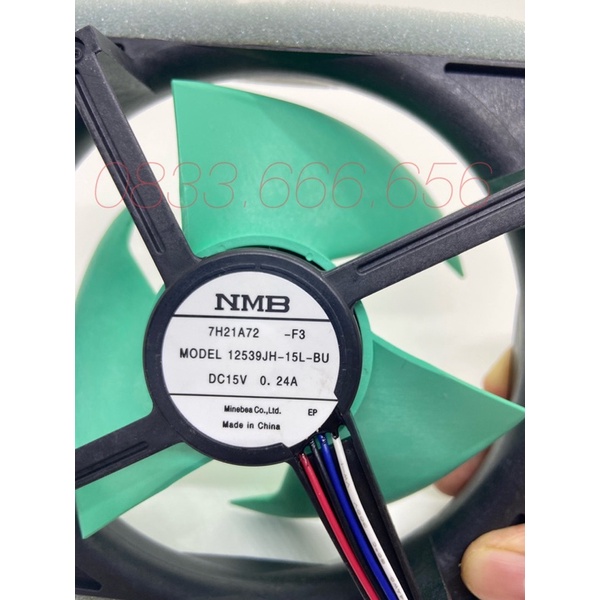 0833.666.656
NMB
7H21A72 -F3
MODEL 12539JH-15L-BU
DC15V 0.24A
Minebea Co.,Ltd. EP
Made in China